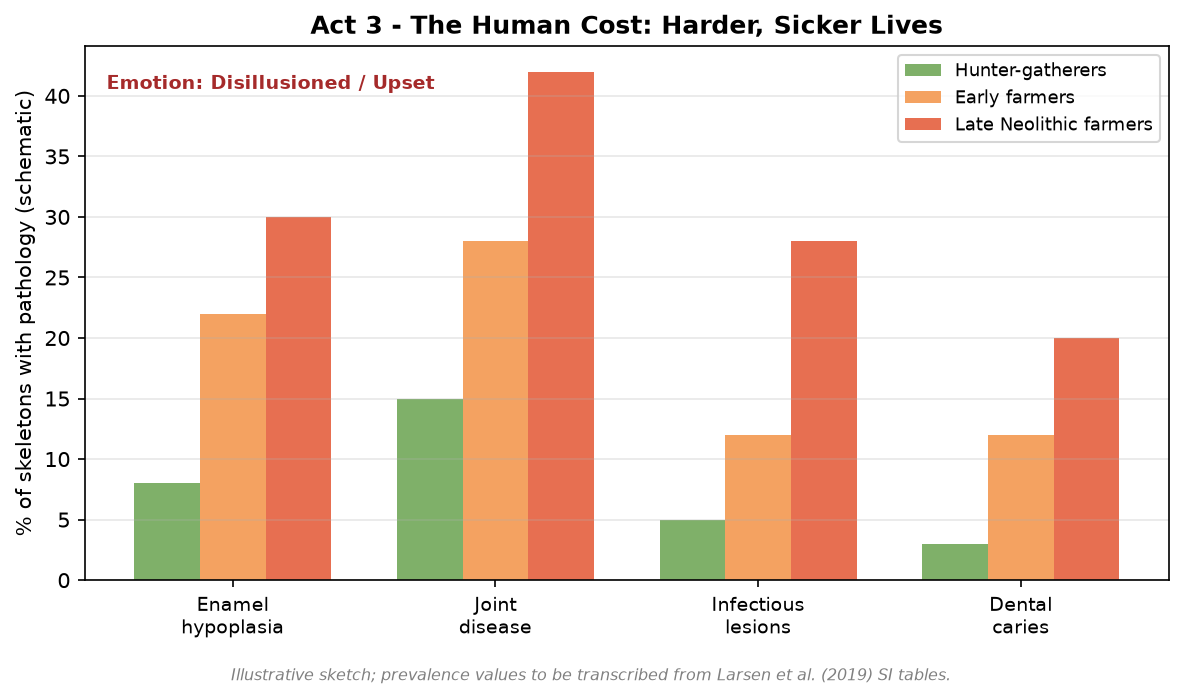 Act 3 - The Human Cost: Harder, Sicker Lives
Emotion: Disillusioned / Upset
Hunter-gatherers
Early farmers
Late Neolithic farmers
% of skeletons with pathology (schematic)
40
35
30
25
20
15
10
5
0
Enamel
hypoplasia
Joint
disease
Infectious
lesions
Dental
caries
Illustrative sketch; prevalence values to be transcribed from Larsen et al. (2019) SI tables.